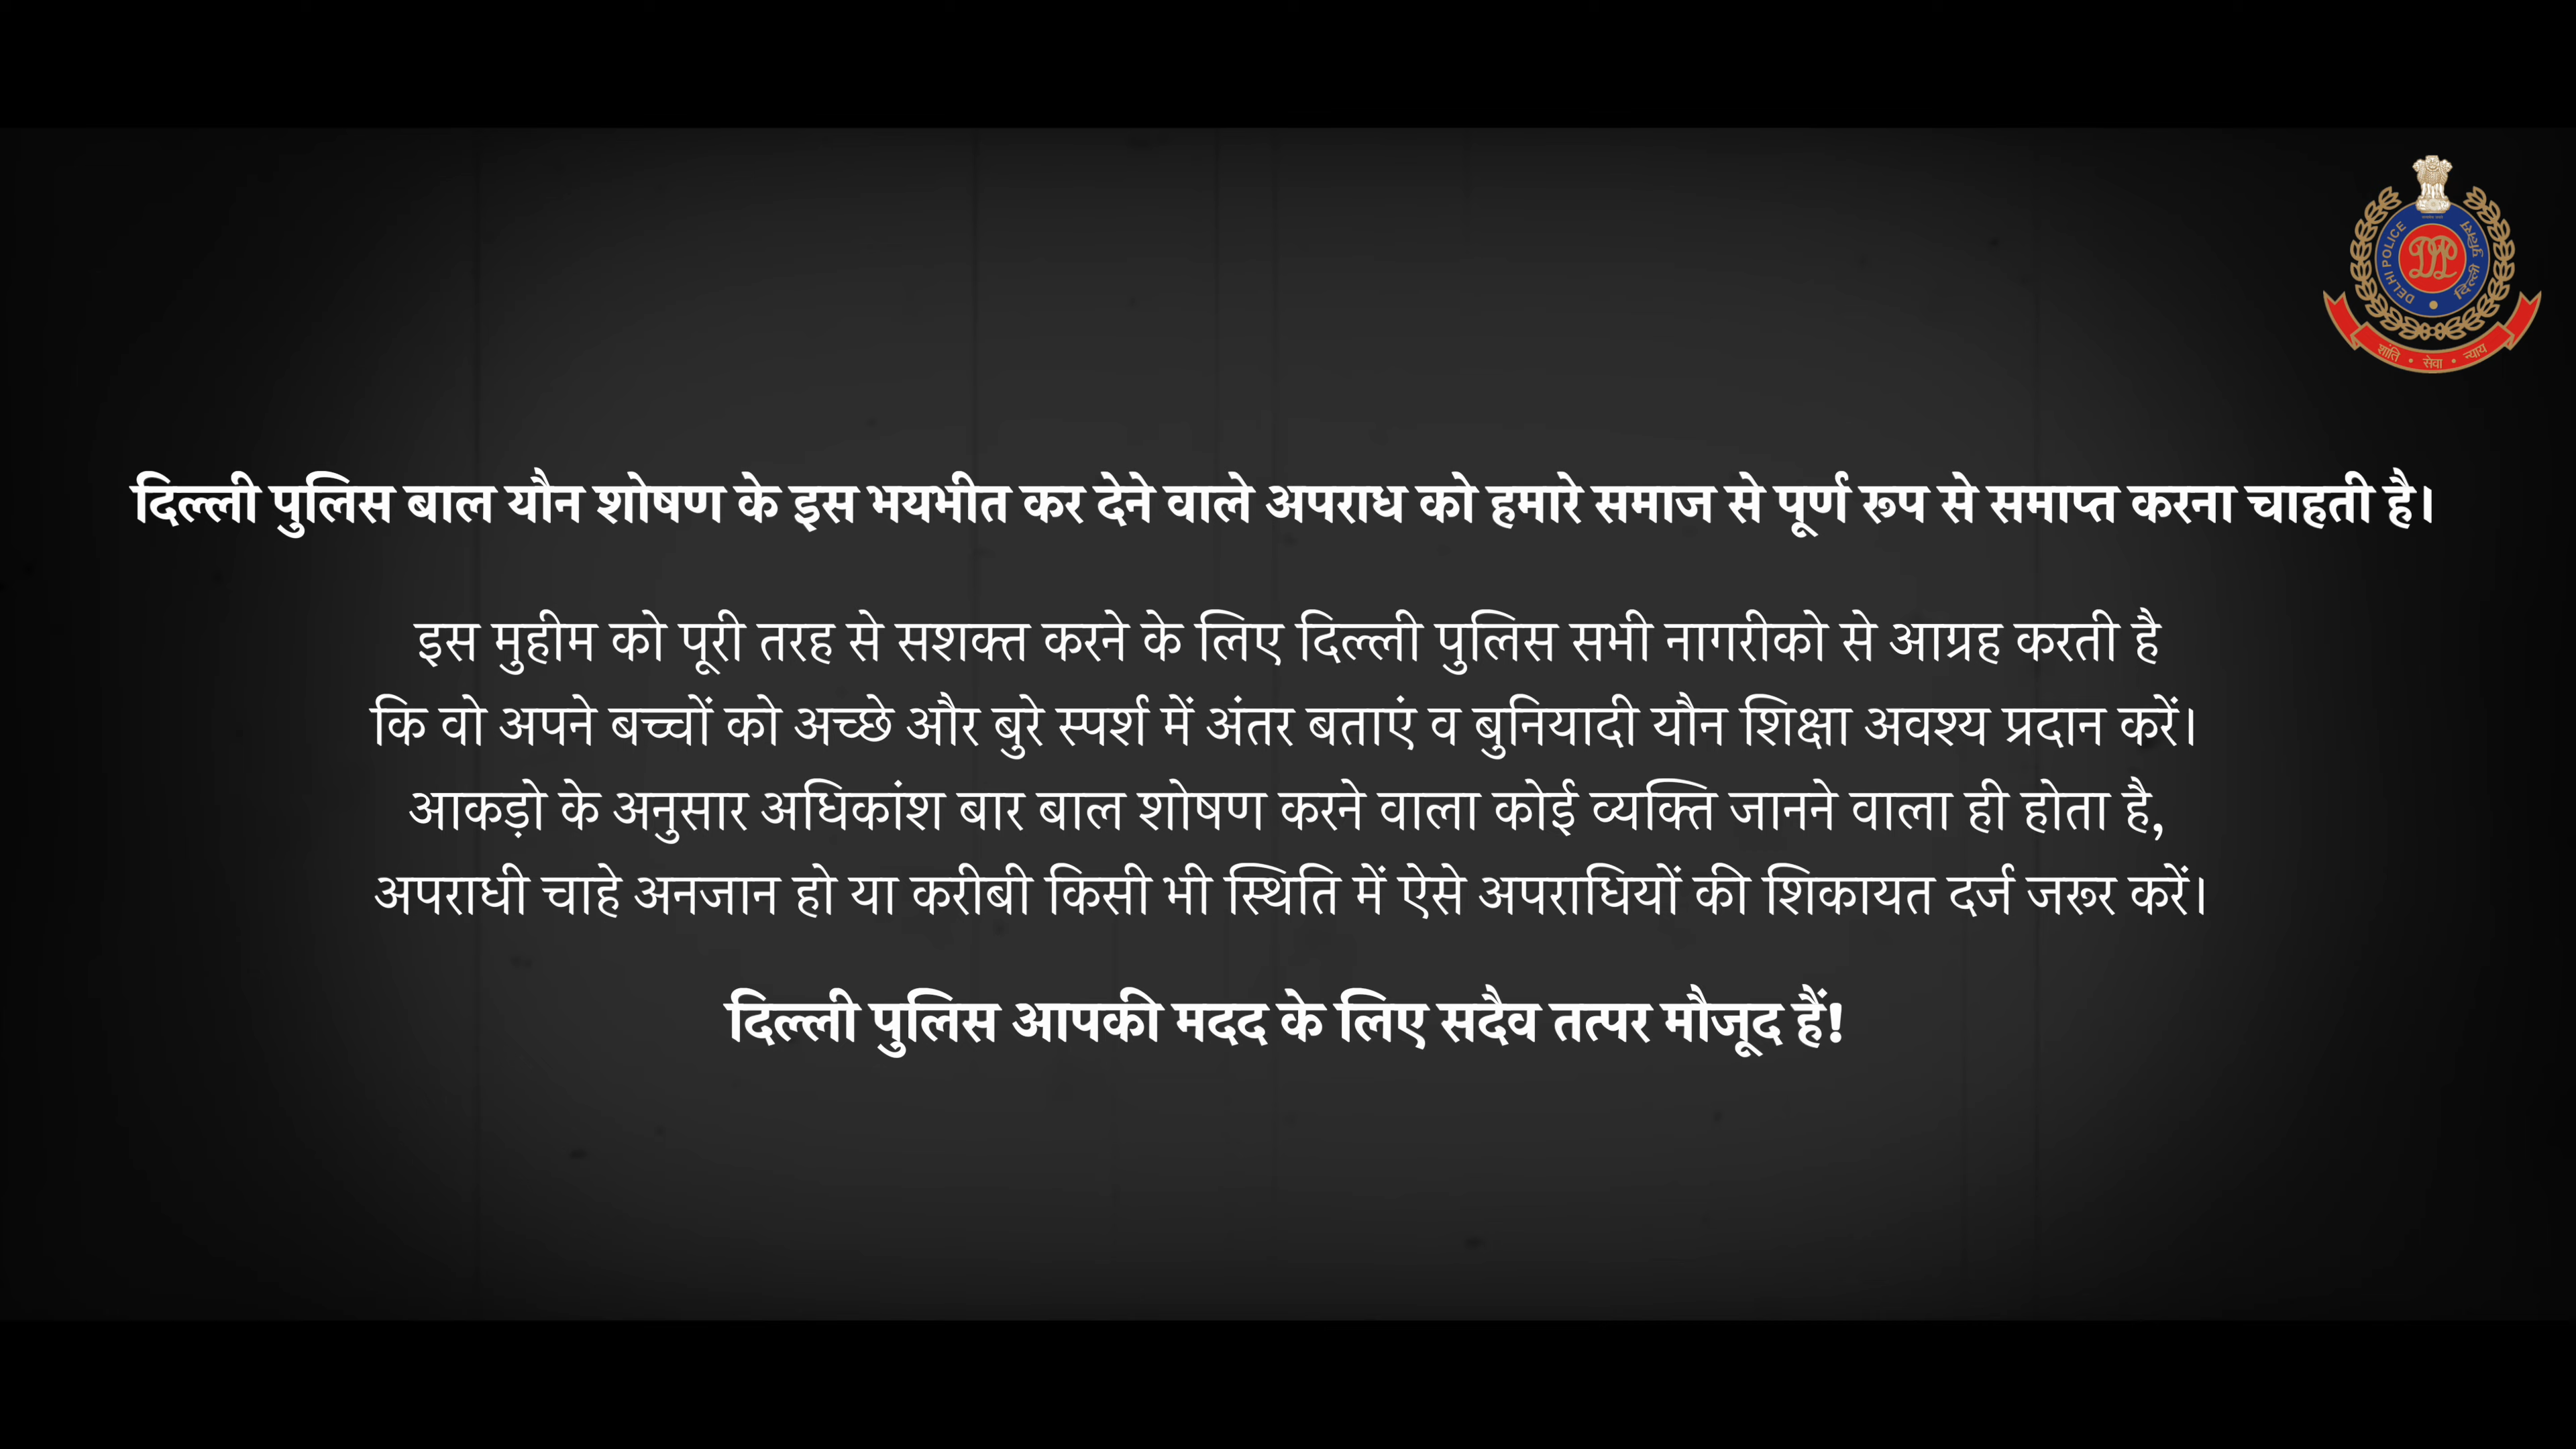 DELHI POLICE दिल्ली पुलिस
शांति • सेवा • न्याय
दिल्ली पुलिस बाल यौन शोषण के इस भयभीत कर देने वाले अपराध को हमारे समाज से पूर्ण रूप से समाप्त करना चाहती है।
इस मुहीम को पूरी तरह से सशक्त करने के लिए दिल्ली पुलिस सभी नागरीको से आग्रह करती है
कि वो अपने बच्चों को अच्छे और बुरे स्पर्श में अंतर बताएं व बुनियादी यौन शिक्षा अवश्य प्रदान करें।
आकड़ो के अनुसार अधिकांश बार बाल शोषण करने वाला कोई व्यक्ति जानने वाला ही होता है,
अपराधी चाहे अनजान हो या करीबी किसी भी स्थिति में ऐसे अपराधियों की शिकायत दर्ज जरूर करें।
दिल्ली पुलिस आपकी मदद के लिए सदैव तत्पर मौजूद हैं!